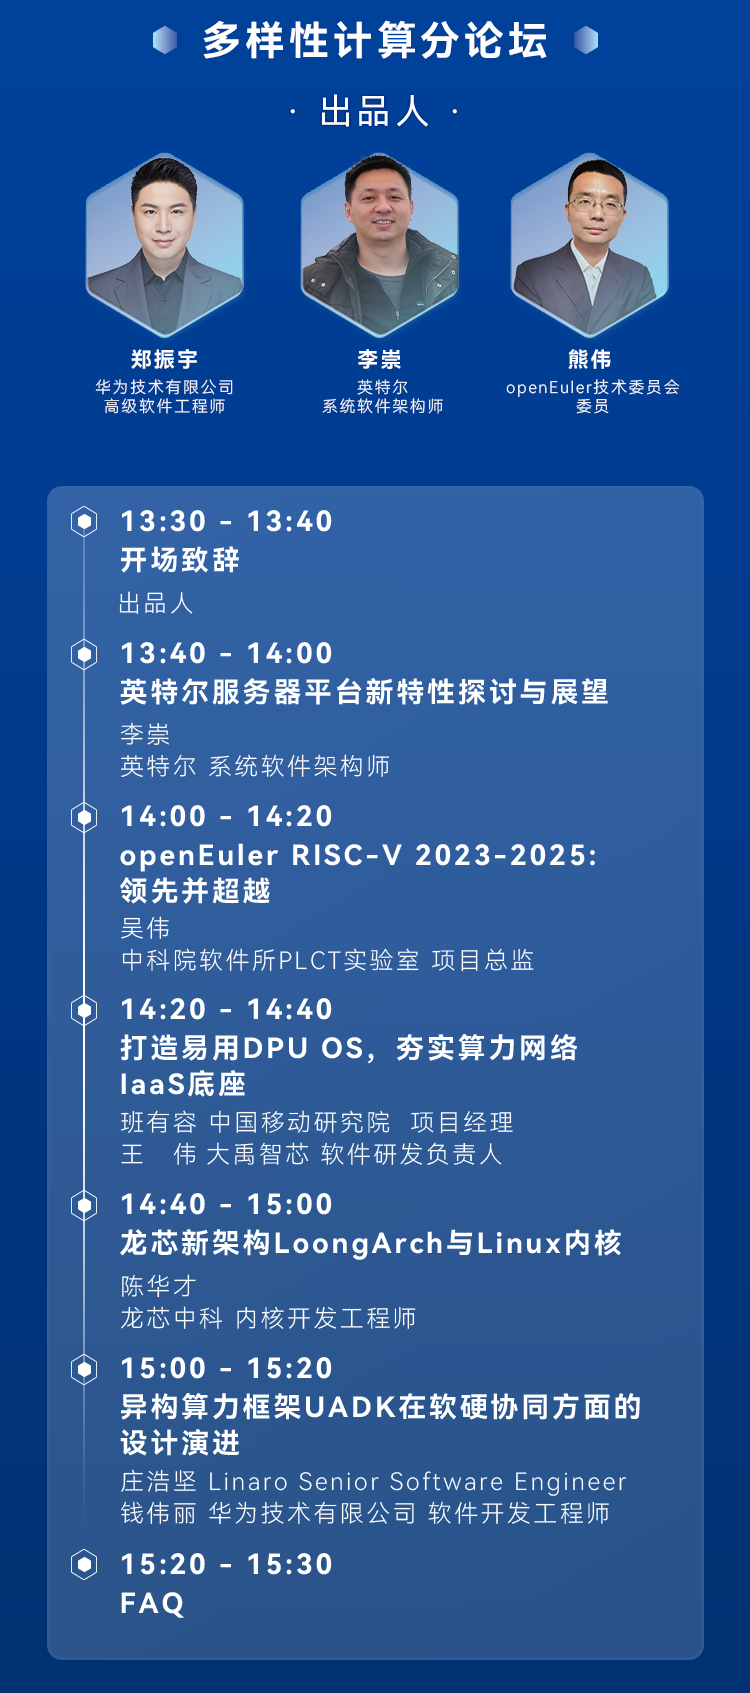 多样性计算分论坛
· 出品人 ·
郑振宇 李崇 熊伟
华为技术有限公司 英特尔 openEuler技术委员会
高级软件工程师 系统软件架构师 委员
13:30 - 13:40
开场致辞
出品人
13:40 - 14:00
英特尔服务器平台新特性探讨与展望
李崇
英特尔 系统软件架构师
14:00 - 14:20
openEuler RISC-V 2023-2025:
领先并超越
吴伟
中科院软件所PLCT实验室 项目总监
14:20 - 14:40
打造易用DPU OS，夯实算力网络
IaaS底座
班有容 中国移动研究院 项目经理
王 伟 大禹智芯 软件研发负责人
14:40 - 15:00
龙芯新架构LoongArch与Linux内核
陈华才
龙芯中科 内核开发工程师
15:00 - 15:20
异构算力框架UADK在软硬协同方面的
设计演进
庄浩坚 Linaro Senior Software Engineer
钱伟丽 华为技术有限公司 软件开发工程师
15:20 - 15:30
FAQ